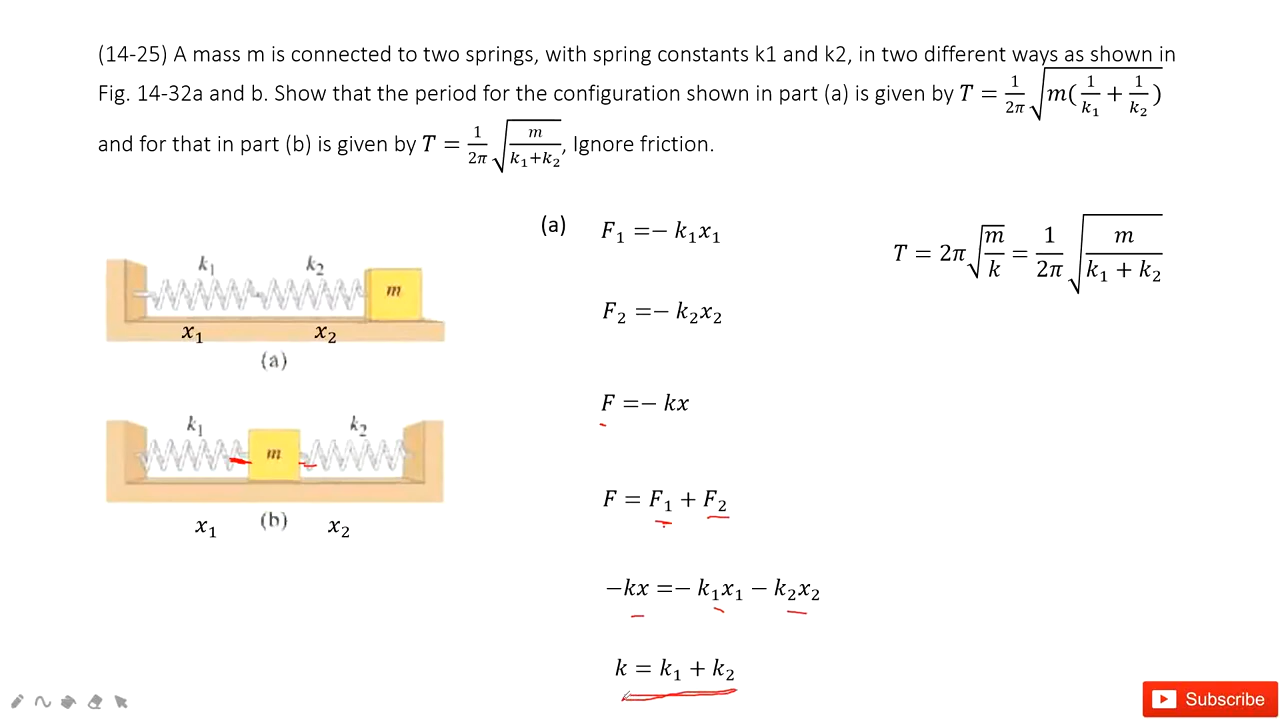 (14-25) A mass m is connected to two springs, with spring constants k1 and k2, in two different ways as shown in
Fig. 14-32a and b. Show that the period for the configuration shown in part (a) is given by T = 1/2π √(m(1/k₁ + 1/k₂))
and for that in part (b) is given by T = 1/2π √(m/(k₁+k₂)), Ignore friction.
(a) F₁ =− k₁x₁
T = 2π √(m/k) = 1/2π √(m/(k₁ + k₂))
F₂ =− k₂x₂
k₁ k₂ m
x₁ x₂
(a)
F =− kx
k₁ m k₂
F = F₁ + F₂
x₁ (b) x₂
−kx =− k₁x₁ − k₂x₂
k = k₁ + k₂
Subscribe